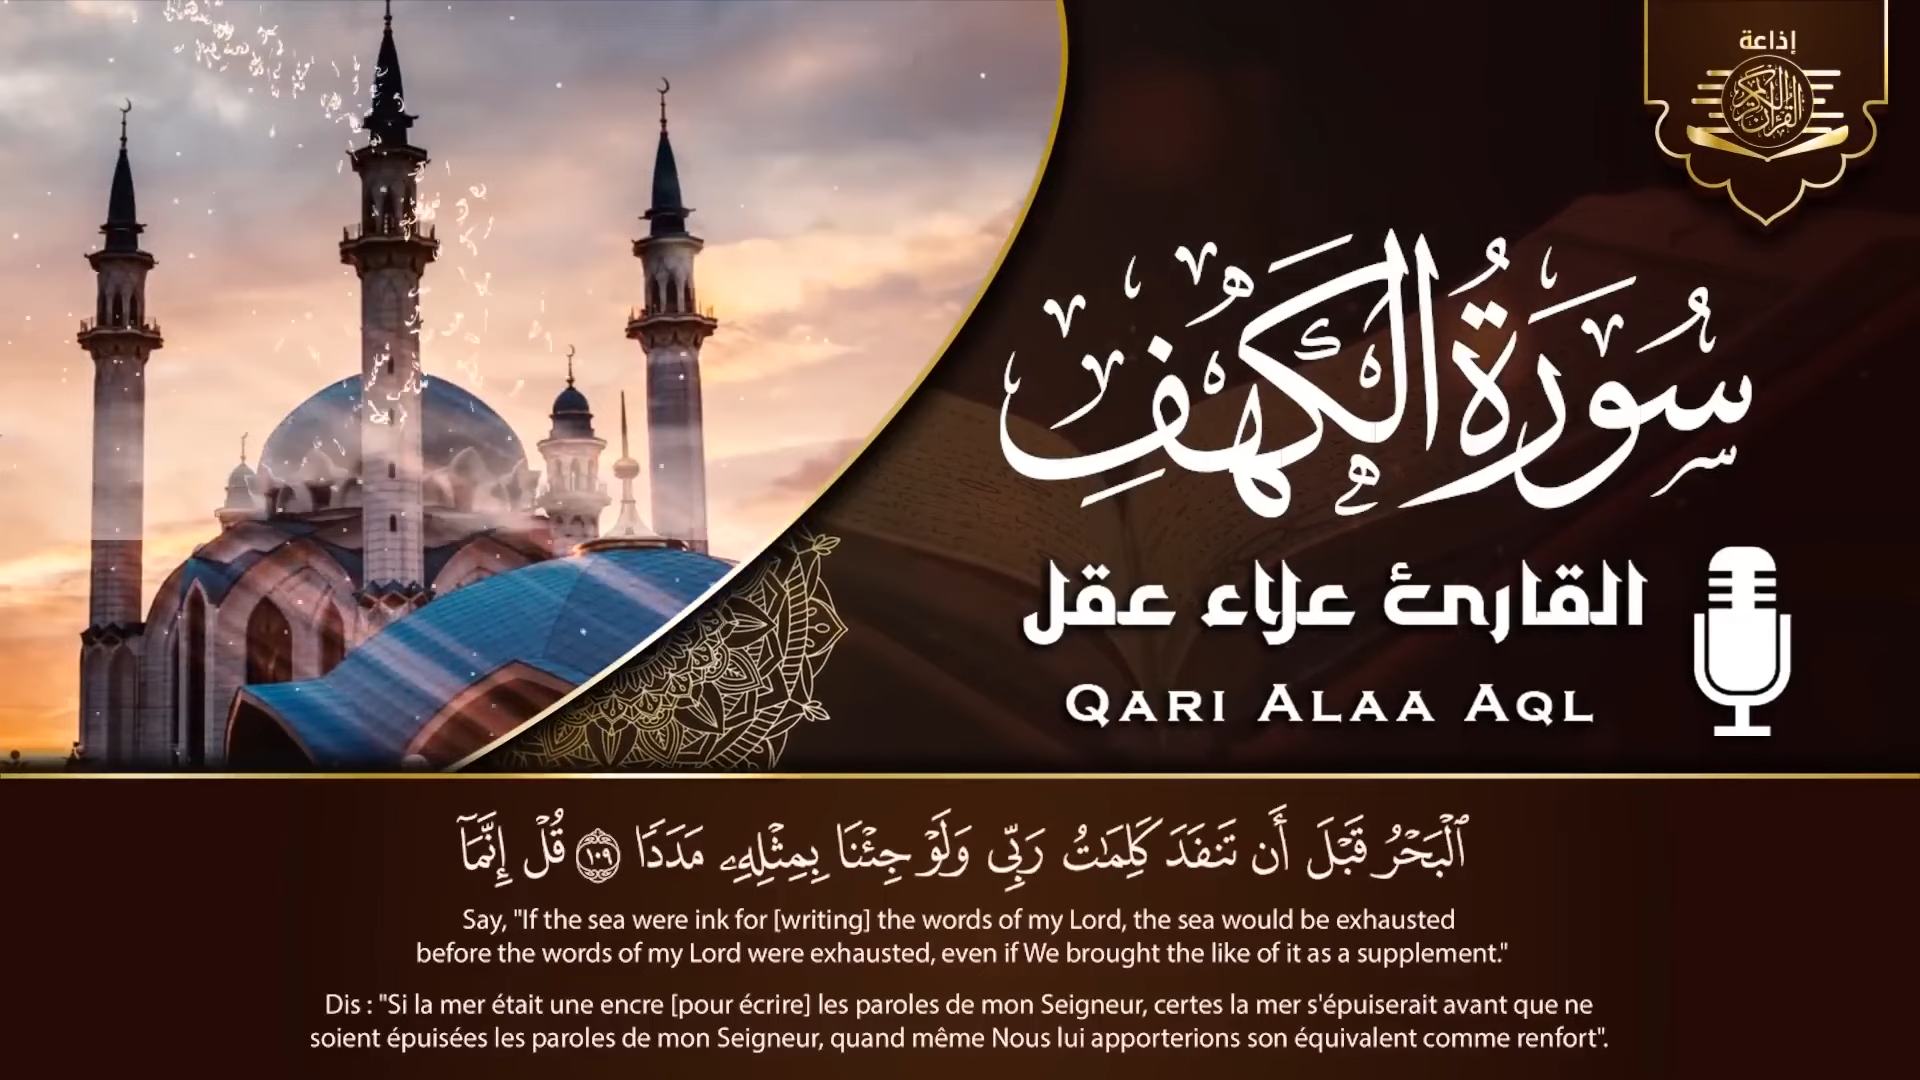 إذاعة
القرآن الكريم
سُورَةُ الكَهْفِ
القارئ علاء عقل
QARI ALAA AQL
ٱلْبَحْرُ قَبْلَ أَن تَنفَدَ كَلِمَٰتُ رَبِّى وَلَوْ جِئْنَا بِمِثْلِهِۦ مَدَدًا ١٠٩ قُلْ إِنَّمَآ
Say, "If the sea were ink for [writing] the words of my Lord, the sea would be exhausted
before the words of my Lord were exhausted, even if We brought the like of it as a supplement."
Dis : "Si la mer était une encre [pour écrire] les paroles de mon Seigneur, certes la mer s'épuiserait avant que ne
soient épuisées les paroles de mon Seigneur, quand même Nous lui apporterions son équivalent comme renfort".